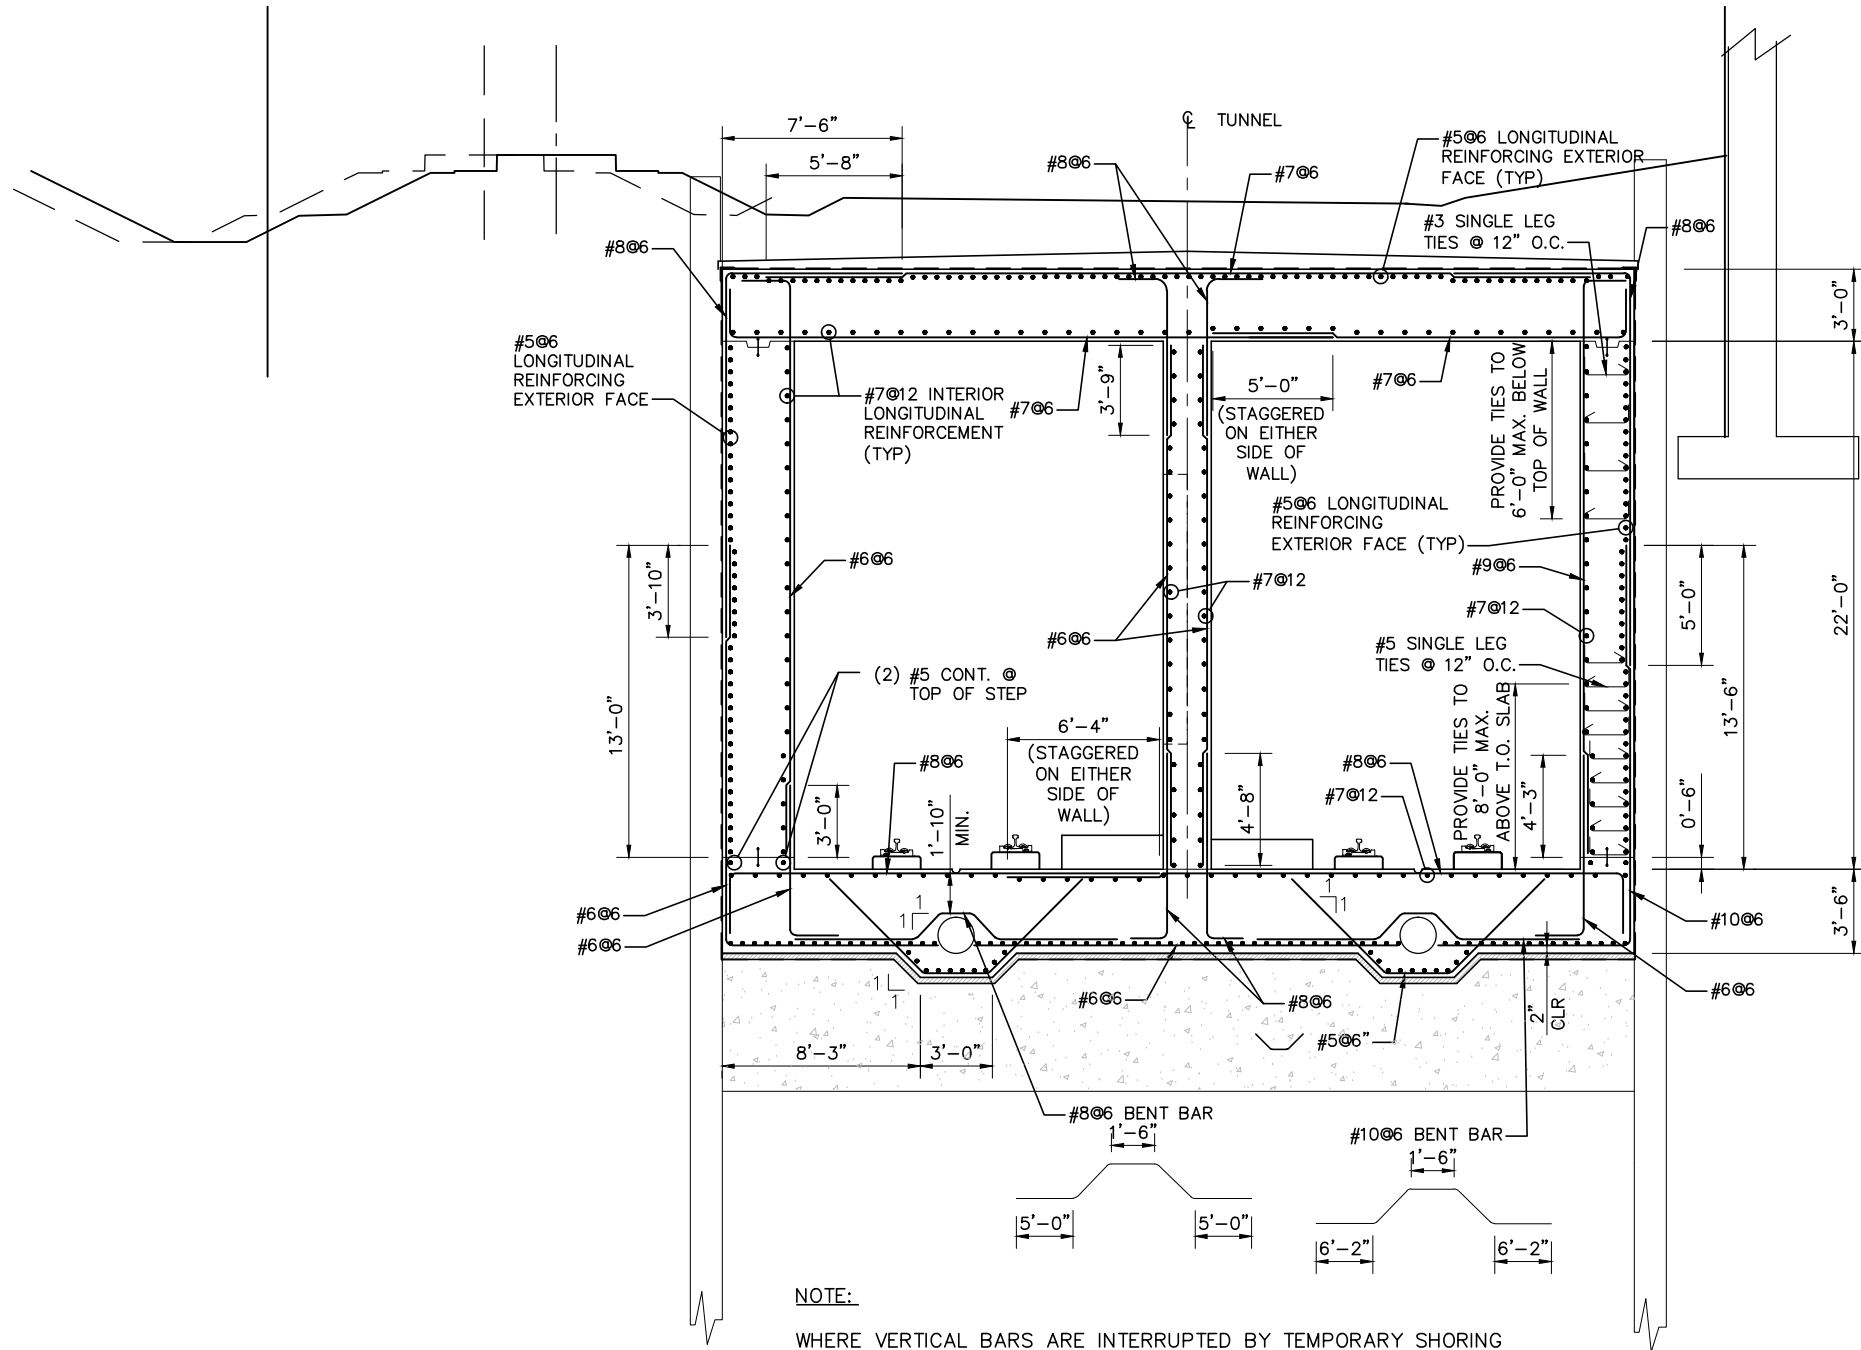 7'-6"
5'-8"
℄ TUNNEL
#8@6
#7@6
#5@6 LONGITUDINAL
REINFORCING EXTERIOR
FACE (TYP)
#3 SINGLE LEG
TIES @ 12" O.C.
#8@6
#8@6
3'-0"
#5@6
LONGITUDINAL
REINFORCING
EXTERIOR FACE
#7@12 INTERIOR
LONGITUDINAL
REINFORCEMENT
(TYP)
#7@6
3'-9"
5'-0"
(STAGGERED
ON EITHER
SIDE OF
WALL)
#7@6
PROVIDE TIES TO
6'-0" MAX. BELOW
TOP OF WALL
#5@6 LONGITUDINAL
REINFORCING
EXTERIOR FACE (TYP)
#6@6
#7@12
#9@6
#7@12
#6@6
13'-0"
3'-10"
5'-0"
13'-6"
22'-0"
#5 SINGLE LEG
TIES @ 12" O.C.
(2) #5 CONT. @
TOP OF STEP
PROVIDE TIES TO
8'-0" MAX.
ABOVE T.O. SLAB
6'-4"
(STAGGERED
ON EITHER
SIDE OF
WALL)
#8@6
#8@6
#7@12
3'-0"
1'-10"
MIN.
4'-8"
4'-3"
0'-6"
3'-6"
#6@6
#6@6
1
1
1
1
#10@6
1
1
#6@6
#8@6
#6@6
#5@6"
2"
CLR
8'-3"
3'-0"
#8@6 BENT BAR
1'-6"
#10@6 BENT BAR
1'-6"
5'-0"
5'-0"
6'-2"
6'-2"
NOTE:
WHERE VERTICAL BARS ARE INTERRUPTED BY TEMPORARY SHORING